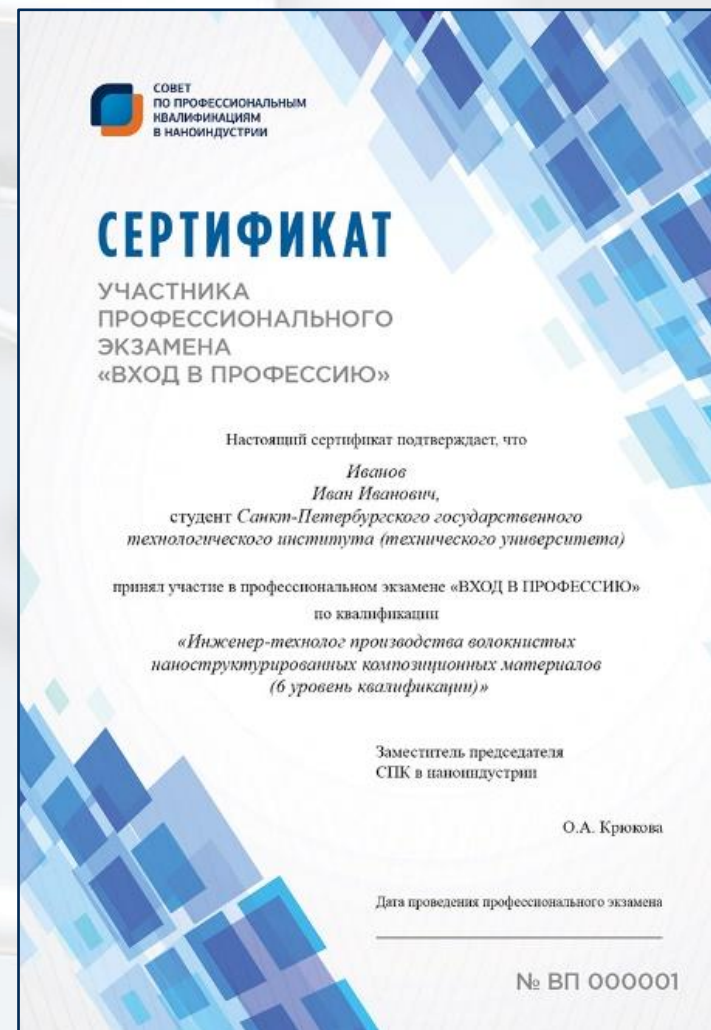 СОВЕТ
ПО ПРОФЕССИОНАЛЬНЫМ
КВАЛИФИКАЦИЯМ
В НАНОИНДУСТРИИ
СЕРТИФИКАТ
УЧАСТНИКА
ПРОФЕССИОНАЛЬНОГО
ЭКЗАМЕНА
«ВХОД В ПРОФЕССИЮ»
Настоящий сертификат подтверждает, что
Иванов
Иван Иванович,
студент Санкт-Петербургского государственного
технологического института (технического университета)
принял участие в профессиональном экзамене «ВХОД В ПРОФЕССИЮ»
по квалификации
«Инженер-технолог производства волокнистых
наноструктурированных композиционных материалов
(6 уровень квалификации)»
Заместитель председателя
СПК в наноиндустрии
О.А. Крюкова
Дата проведения профессионального экзамена
№ ВП 000001